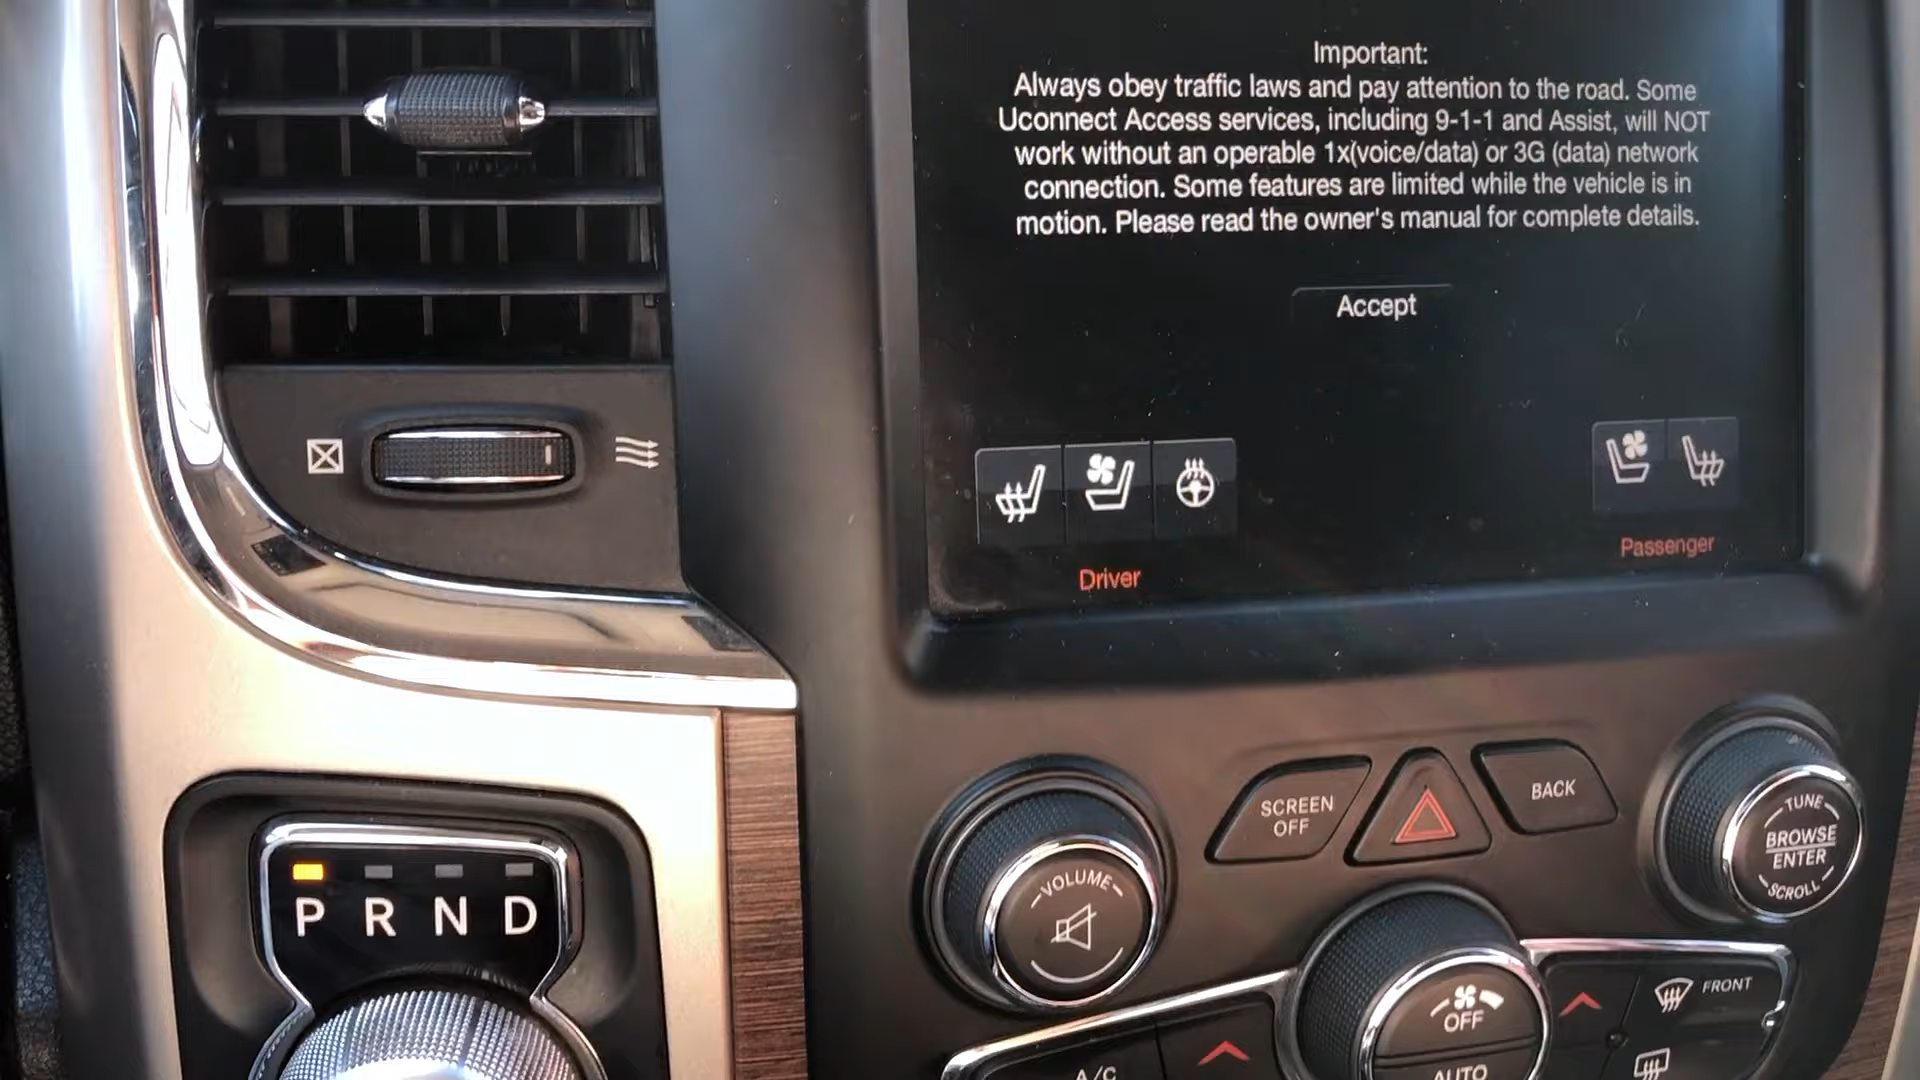 Important:
Always obey traffic laws and pay attention to the road. Some
Uconnect Access services, including 9-1-1 and Assist, will NOT
work without an operable 1x(voice/data) or 3G (data) network
connection. Some features are limited while the vehicle is in
motion. Please read the owner's manual for complete details.
Accept
Driver
Passenger
SCREEN
OFF
BACK
TUNE
BROWSE
ENTER
SCROLL
VOLUME
P R N D
OFF
AUTO
A/C
FRONT